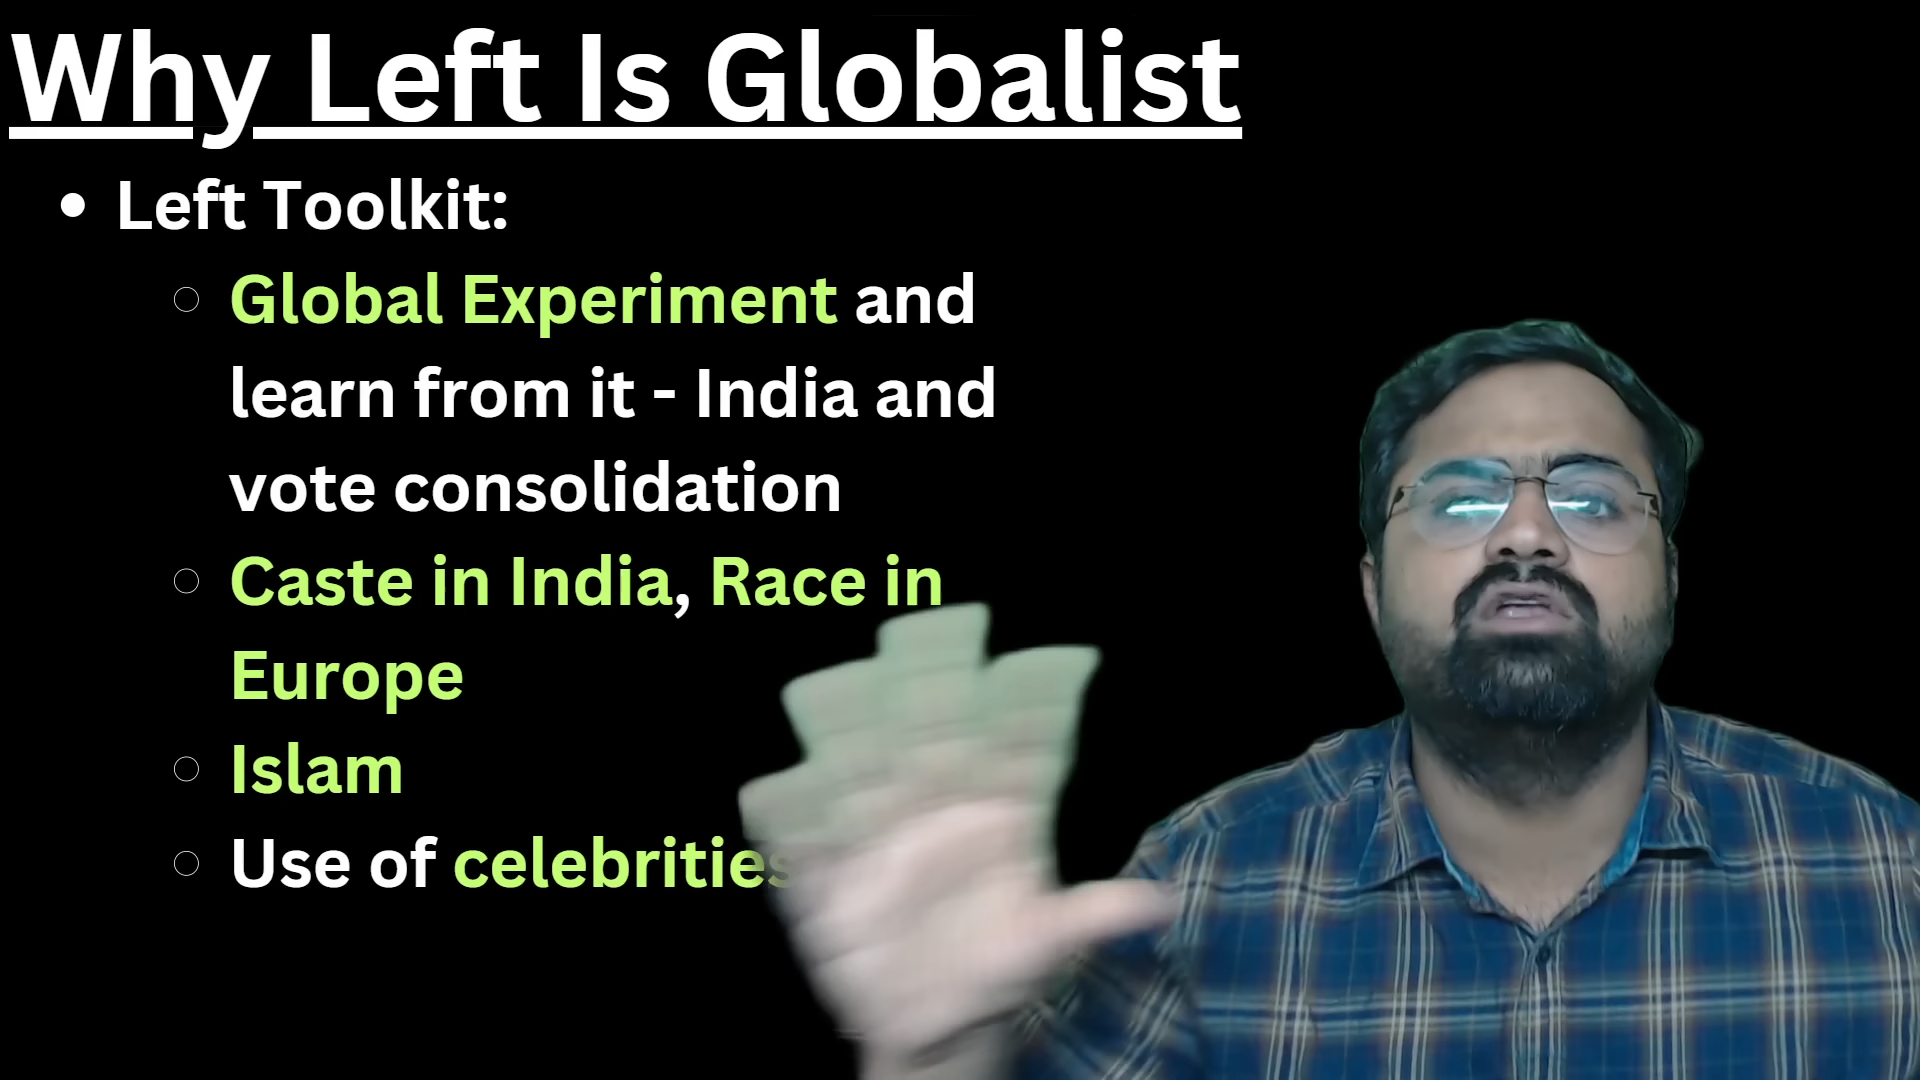 Why Left Is Globalist
Left Toolkit:
Global Experiment and
learn from it - India and
vote consolidation
Caste in India, Race in
Europe
Islam
Use of celebrities